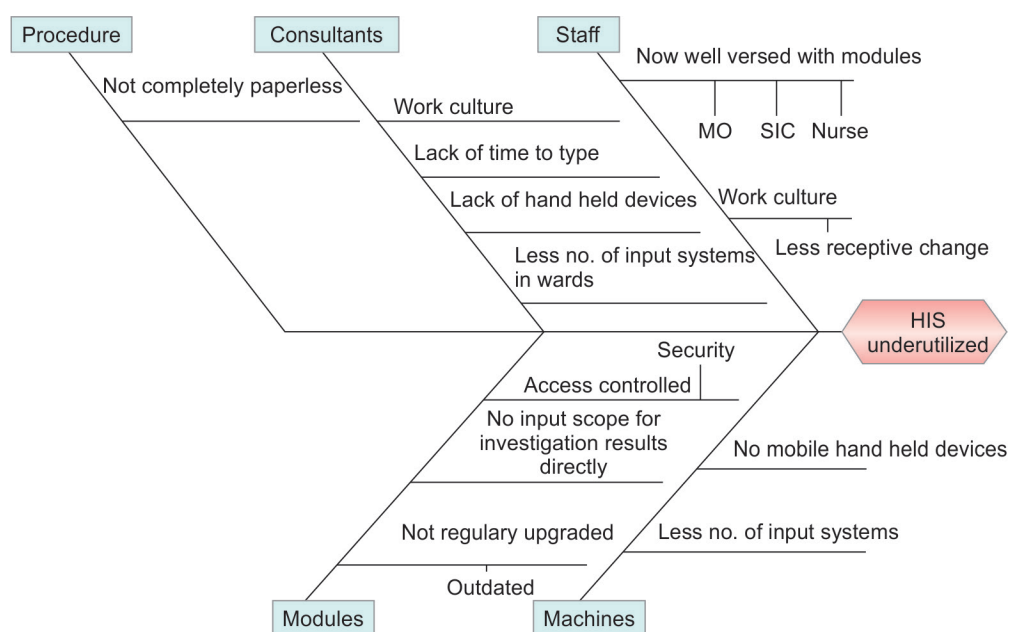 Procedure
Consultants
Staff
Not completely paperless
Work culture
Lack of time to type
Lack of hand held devices
Less no. of input systems
in wards
Now well versed with modules
MO
SIC
Nurse
Work culture
Less receptive change
HIS
underutilized
Security
Access controlled
No input scope for
investigation results
directly
Not regulary upgraded
Outdated
No mobile hand held devices
Less no. of input systems
Modules
Machines